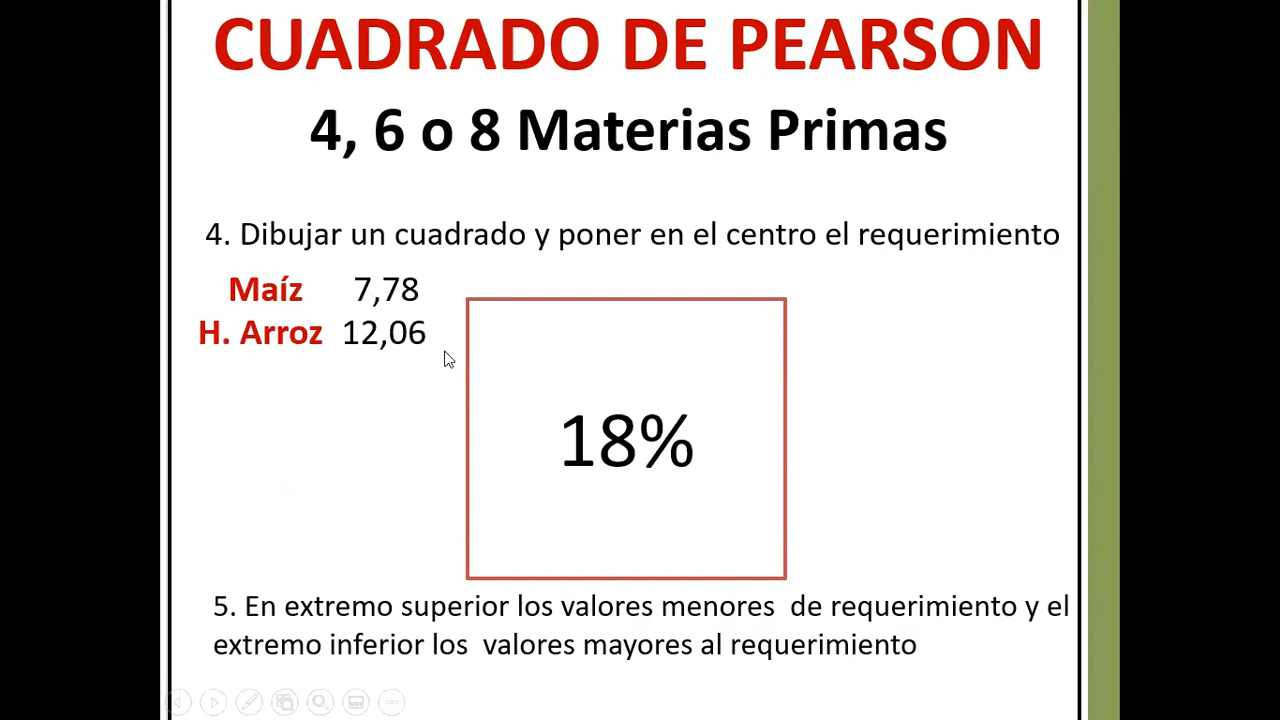 CUADRADO DE PEARSON
4, 6 o 8 Materias Primas
4. Dibujar un cuadrado y poner en el centro el requerimiento
Maíz 7,78
H. Arroz 12,06
18%
5. En extremo superior los valores menores de requerimiento y el
extremo inferior los valores mayores al requerimiento